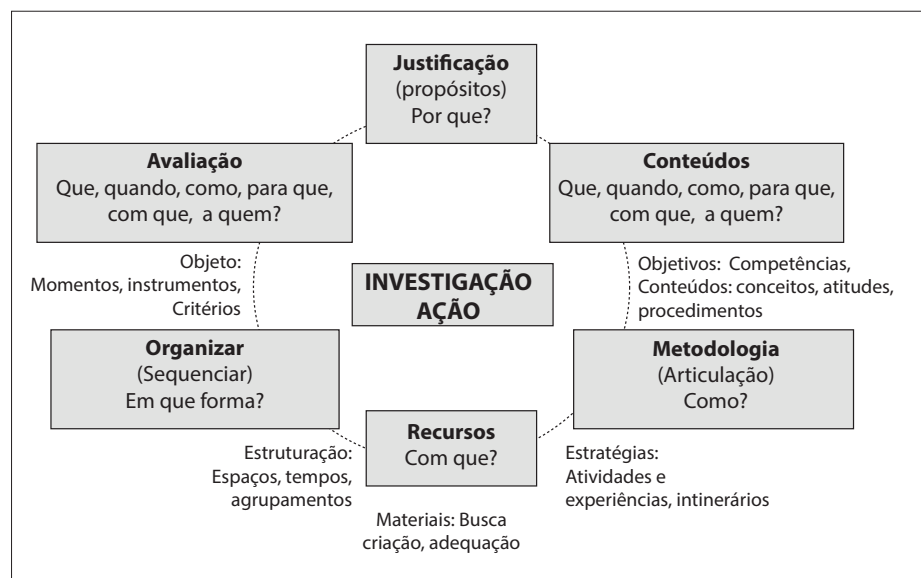 Justificação
(propósitos)
Por que?
Avaliação
Que, quando, como, para que,
com que, a quem?
Conteúdos
Que, quando, como, para que,
com que, a quem?
Objeto:
Momentos, instrumentos,
Critérios
INVESTIGAÇÃO
AÇÃO
Objetivos: Competências,
Conteúdos: conceitos, atitudes,
procedimentos
Organizar
(Sequenciar)
Em que forma?
Metodologia
(Articulação)
Como?
Recursos
Com que?
Estruturação:
Espaços, tempos,
agrupamentos
Estratégias:
Atividades e
experiências, intinerários
Materiais: Busca
criação, adequação